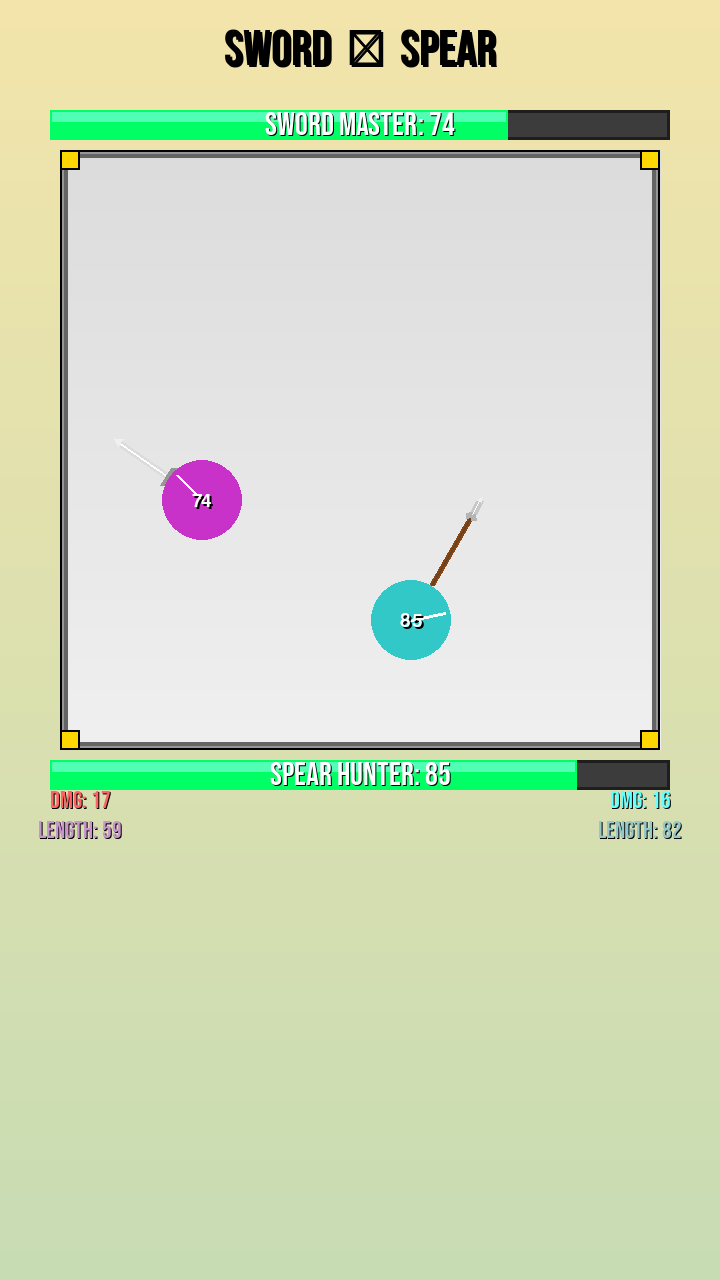 SWORD ☒ SPEAR
SWORD MASTER: 74
74
85
SPEAR HUNTER: 85
DMG: 17
DMG: 16
LENGTH: 59
LENGTH: 82